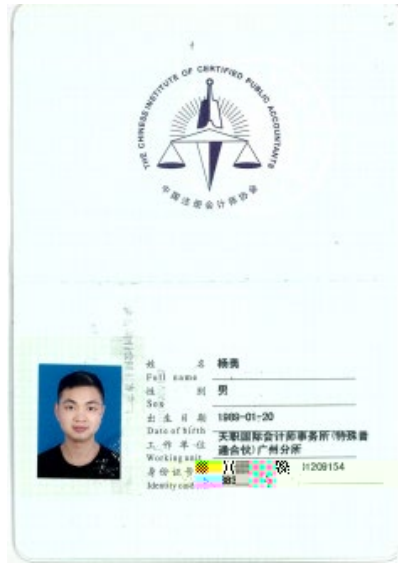 THE CHINESE INSTITUTE OF CERTIFIED PUBLIC ACCOUNTANTS
中国注册会计师协会
姓 名 杨勇
Full name
性 别 男
Sex
出 生 日 期 1989-01-20
Date of birth
工 作 单 位 天职国际会计师事务所(特殊普
Working unit 通合伙)广州分所
身 份 证 号
Identity card